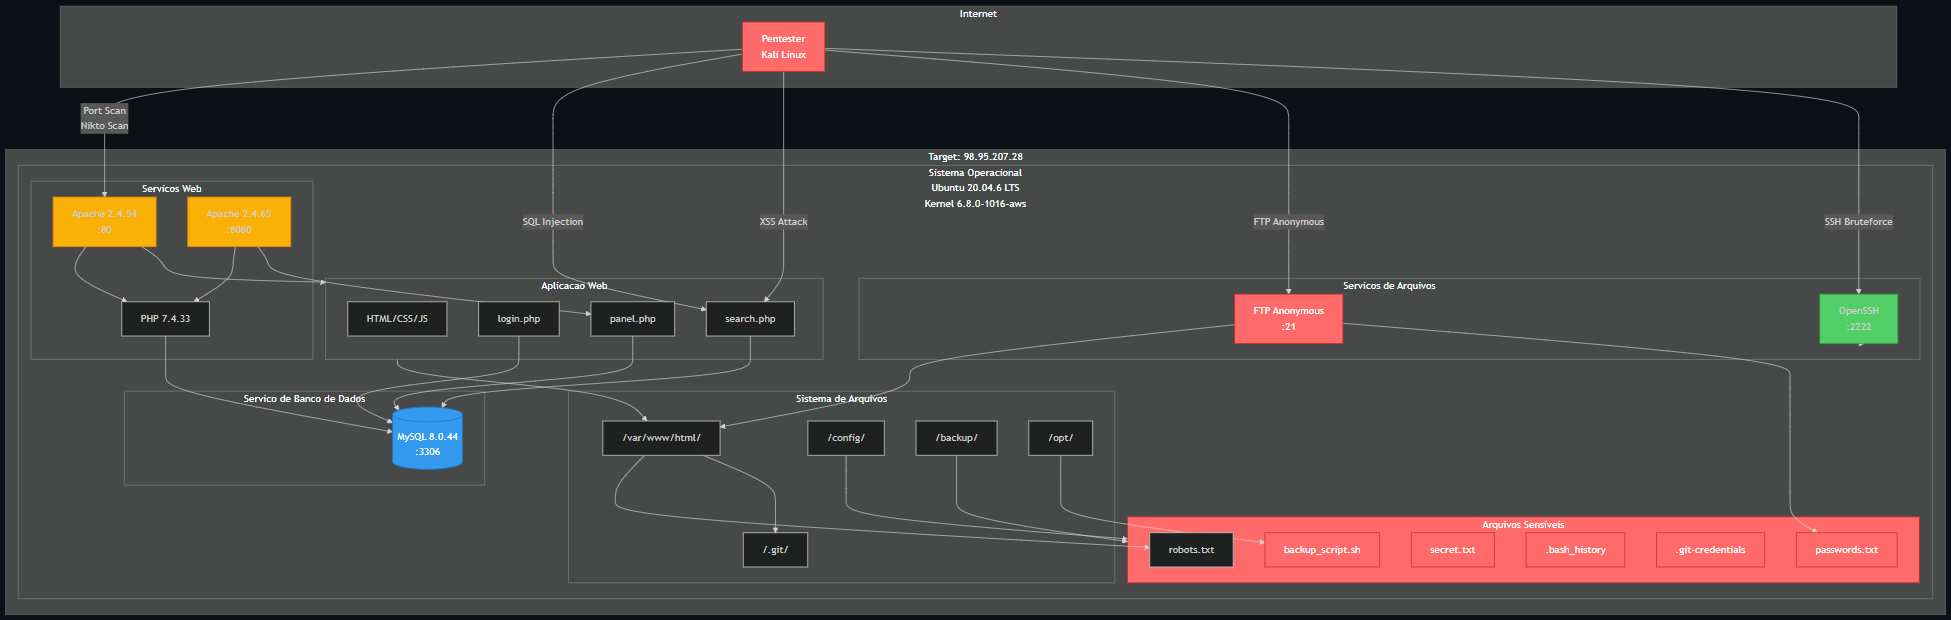 Internet
Pentester
Kali Linux
Port Scan
Nikto Scan
Target: 98.95.207.28
Sistema Operacional
Ubuntu 20.04.6 LTS
Kernel 6.8.0-1016-aws
Servicos Web
Apache 2.4.54
:80
Apache 2.4.65
:8080
SQL Injection
XSS Attack
FTP Anonymous
SSH Bruteforce
PHP 7.4.33
Aplicacao Web
HTML/CSS/JS
login.php
panel.php
search.php
Servicos de Arquivos
FTP Anonymous
:21
OpenSSH
:2222
Servico de Banco de Dados
MySQL 8.0.44
:3306
Sistema de Arquivos
/var/www/html/
/config/
/backup/
/opt/
/.git/
Arquivos Sensiveis
robots.txt
backup_script.sh
secret.txt
.bash_history
.git-credentials
passwords.txt